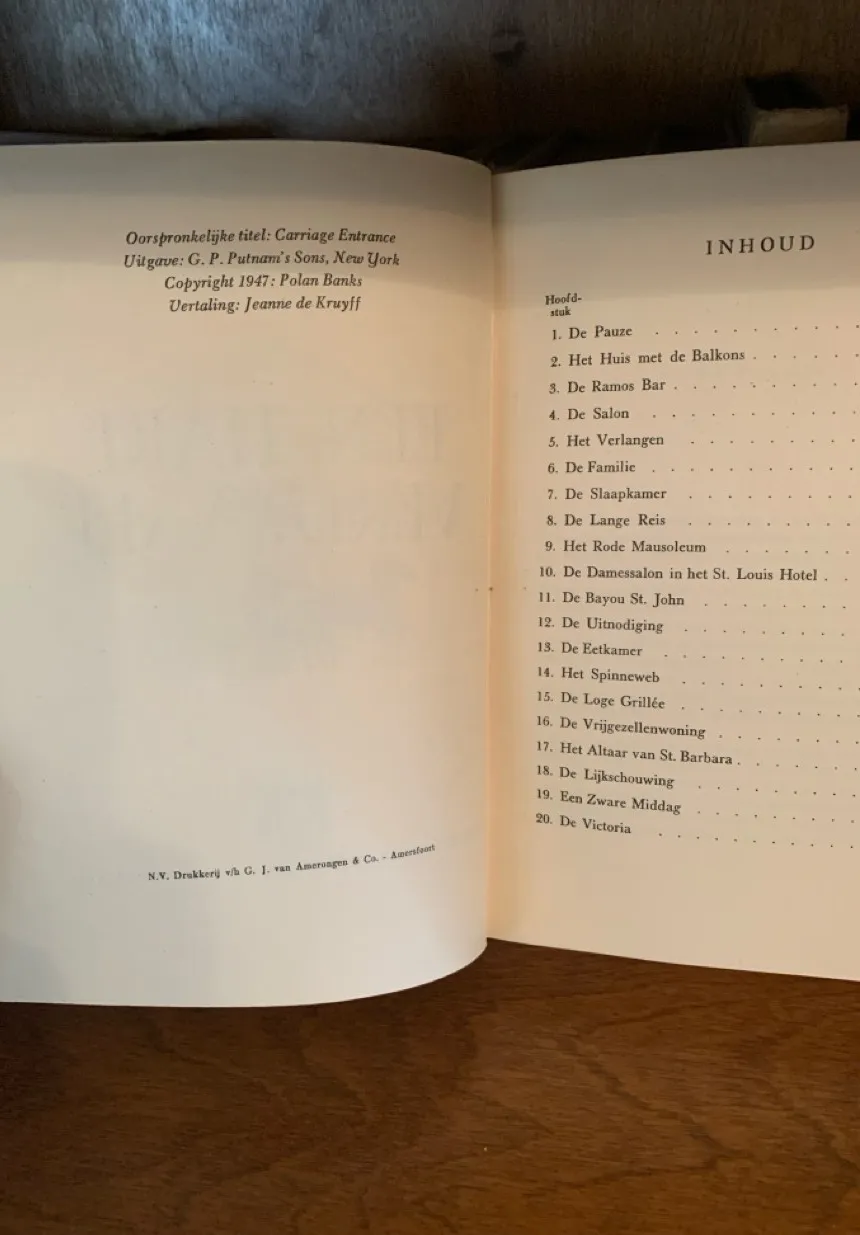 Oorspronkelijke titel: Carriage Entrance
Uitgave: G. P. Putnam's Sons, New York
Copyright 1947: Polan Banks
Vertaling: Jeanne de Kruyff
N.V. Drukkerij v/h G. J. van Amerongen & Co. - Amersfoort
INHOUD
Hoofd-
stuk
1. De Pauze . . . . . . . . . .
2. Het Huis met de Balkons . . . . . .
3. De Ramos Bar . . . . . . . . .
4. De Salon . . . . . . . . . .
5. Het Verlangen . . . . . . . .
6. De Familie . . . . . . . . . .
7. De Slaapkamer . . . . . . . .
8. De Lange Reis . . . . . . . .
9. Het Rode Mausoleum . . . . . .
10. De Damessalon in het St. Louis Hotel . .
11. De Bayou St. John . . . . . . .
12. De Uitnodiging . . . . . . . .
13. De Eetkamer . . . . . . . . .
14. Het Spinneweb . . . . . . . .
15. De Loge Grillée . . . . . . . .
16. De Vrijgezellenwoning . . . . . . .
17. Het Altaar van St. Barbara . . . . . .
18. De Lijkschouwing . . . . . . .
19. Een Zware Middag . . . . . . .
20. De Victoria . . . . . . . . .